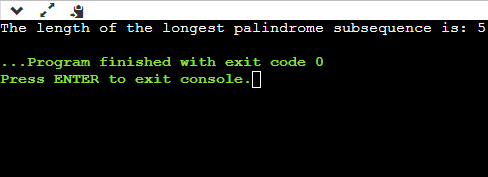 The length of the longest palindrome subsequence is: 5
...Program finished with exit code 0
Press ENTER to exit console.